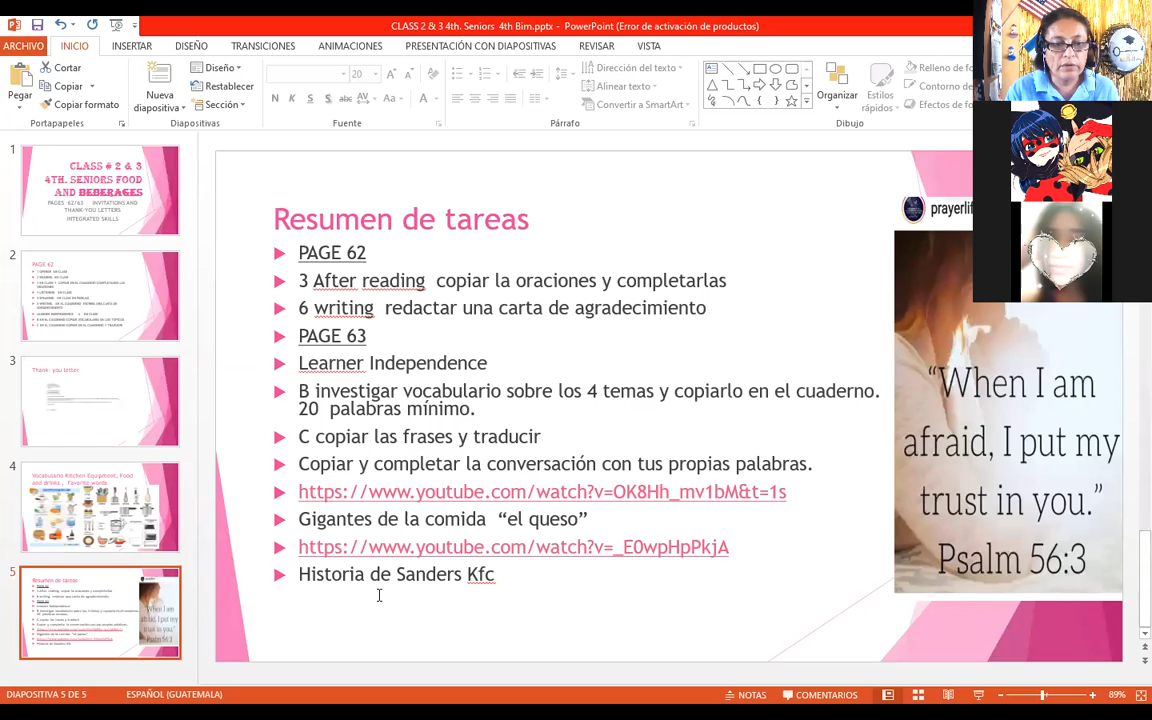 CLASS 2 & 3 4th. Seniors 4th Bim.pptx - PowerPoint (Error de activación de productos)
ARCHIVO INICIO INSERTAR DISEÑO TRANSICIONES ANIMACIONES PRESENTACIÓN CON DIAPOSITIVAS REVISAR VISTA
Cortar
Copiar
Copiar formato
Pegar
Portapapeles
Nueva diapositiva
Diseño
Restablecer
Sección
Diapositivas
20
N K S S abc AV Aa A
Fuente
Dirección del texto
Alinear texto
Convertir a SmartArt
Párrafo
Organizar
Estilos rápidos
Relleno de fo
Contorno de
Efectos de fo
Dibujo
1
CLASS # 2 & 3
4TH. SENIORS FOOD
AND BEBERAGES
PAGES 62/63 INVITATIONS AND
THANK-YOU LETTERS
INTEGRATED SKILLS
2
PAGE 62
3
Thank- you letter
4
Vocabulario Kitchen Equipment, Food
and drinks , Favorite words
5
Resumen de tareas
PAGE 62
3 After reading copiar la oraciones y completarlas
6 writing redactar una carta de agradecimiento
PAGE 63
Learner Independence
B investigar vocabulario sobre los 4 temas y copiarlo en el cuaderno.
20 palabras mínimo.
C copiar las frases y traducir
Copiar y completar la conversación con tus propias palabras.
https://www.youtube.com/watch?v=OK8Hh_mv1bM&t=1s
Gigantes de la comida “el queso”
https://www.youtube.com/watch?v=_E0wpHpPkjA
Historia de Sanders Kfc
prayerlif
“When I am
afraid, I put my
trust in you.”
Psalm 56:3
DIAPOSITIVA 5 DE 5 ESPAÑOL (GUATEMALA) NOTAS COMENTARIOS 89%